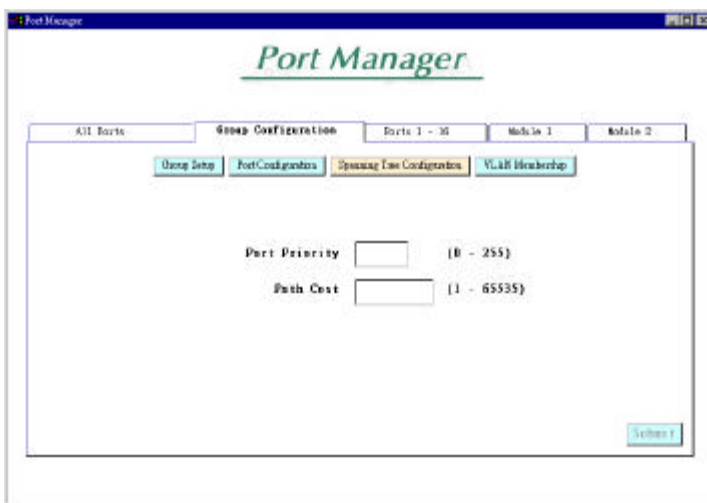 Port Manager
Port Manager
All Ports Group Configuration Ports 1 - 16 Module 1 Module 2
Group Setup Port Configuration Spanning Tree Configuration VLAN Membership
Port Priority (0 - 255)
Path Cost (1 - 65535)
Submit